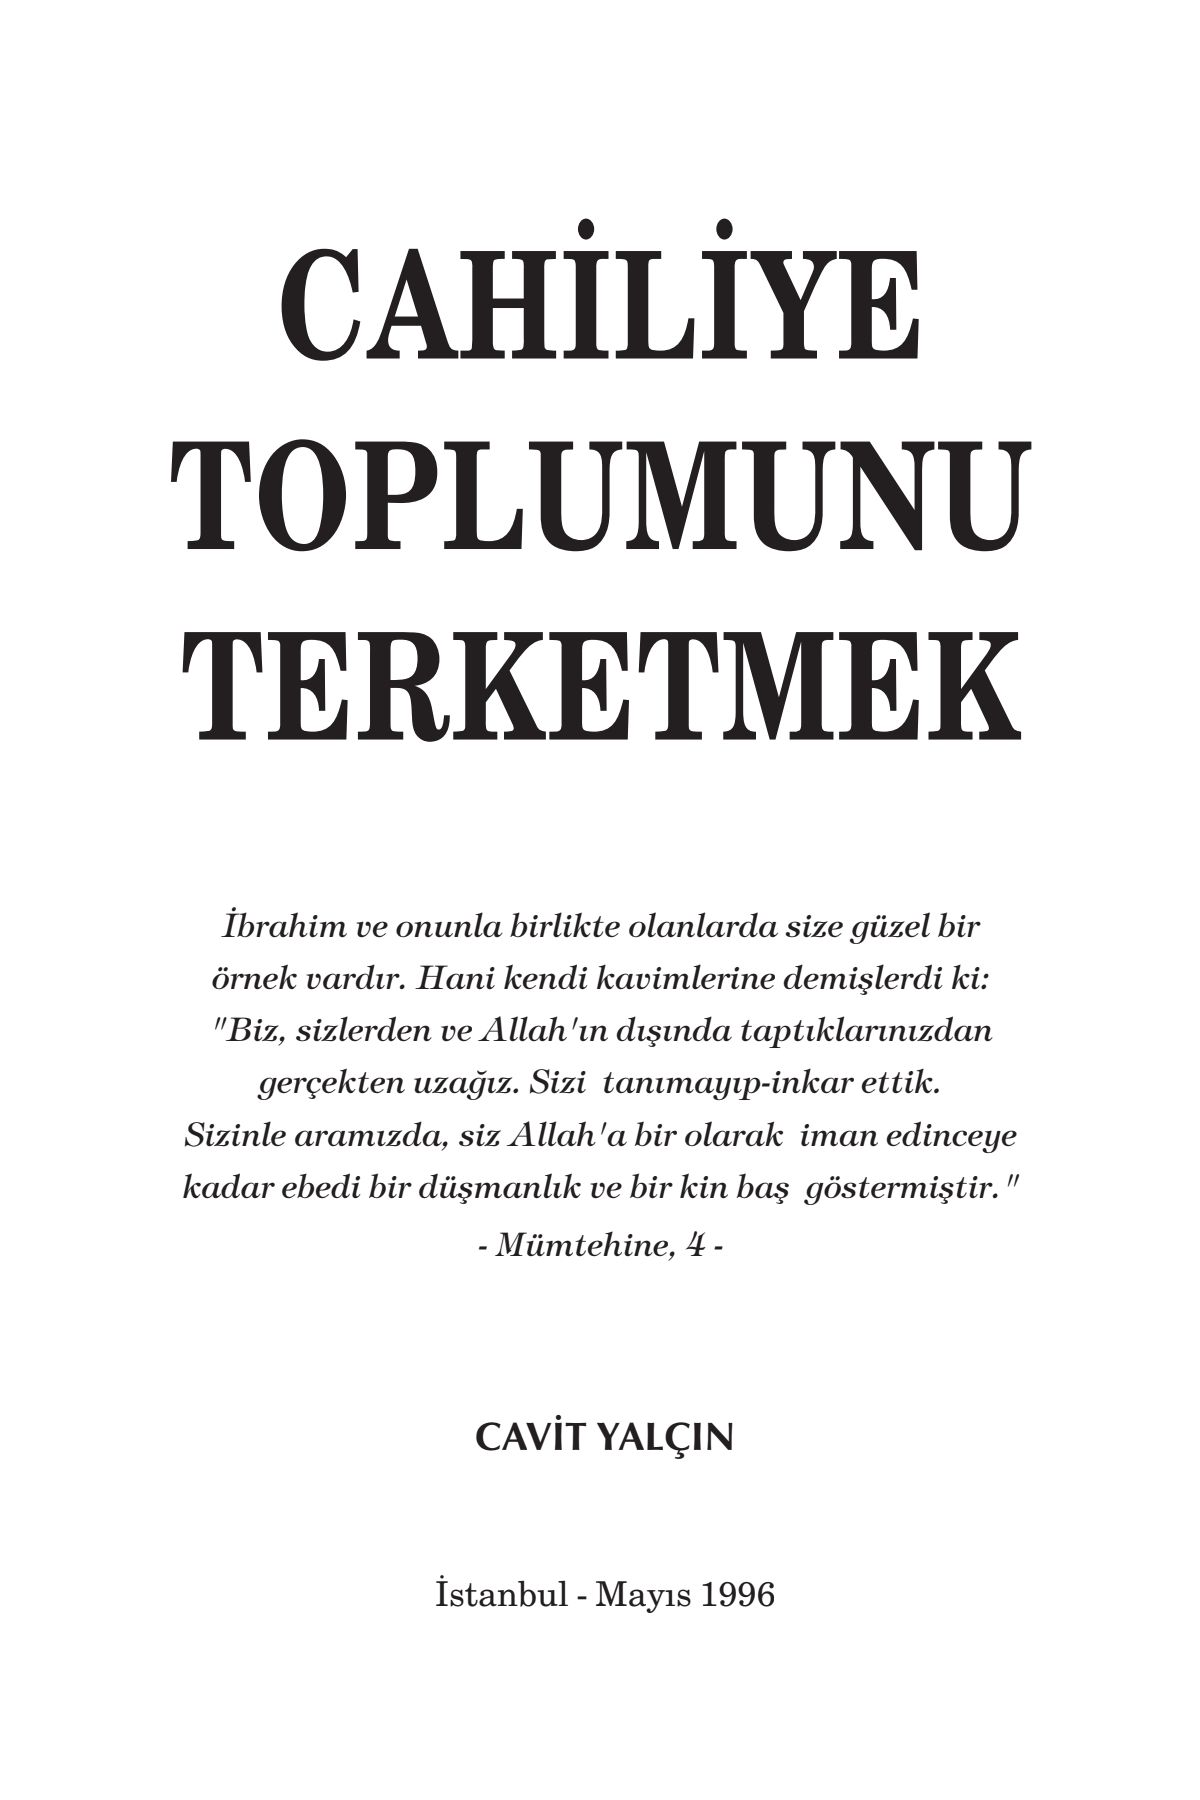 CAHİLİYE
TOPLUMUNU
TERKETMEK
İbrahim ve onunla birlikte olanlarda size güzel bir
örnek vardır. Hani kendi kavimlerine demişlerdi ki:
"Biz, sizlerden ve Allah'ın dışında taptıklarınızdan
gerçekten uzağız. Sizi tanımayıp-inkar ettik.
Sizinle aramızda, siz Allah'a bir olarak iman edinceye
kadar ebedi bir düşmanlık ve bir kin baş göstermiştir."
- Mümtehine, 4 -
CAVİT YALÇIN
İstanbul - Mayıs 1996